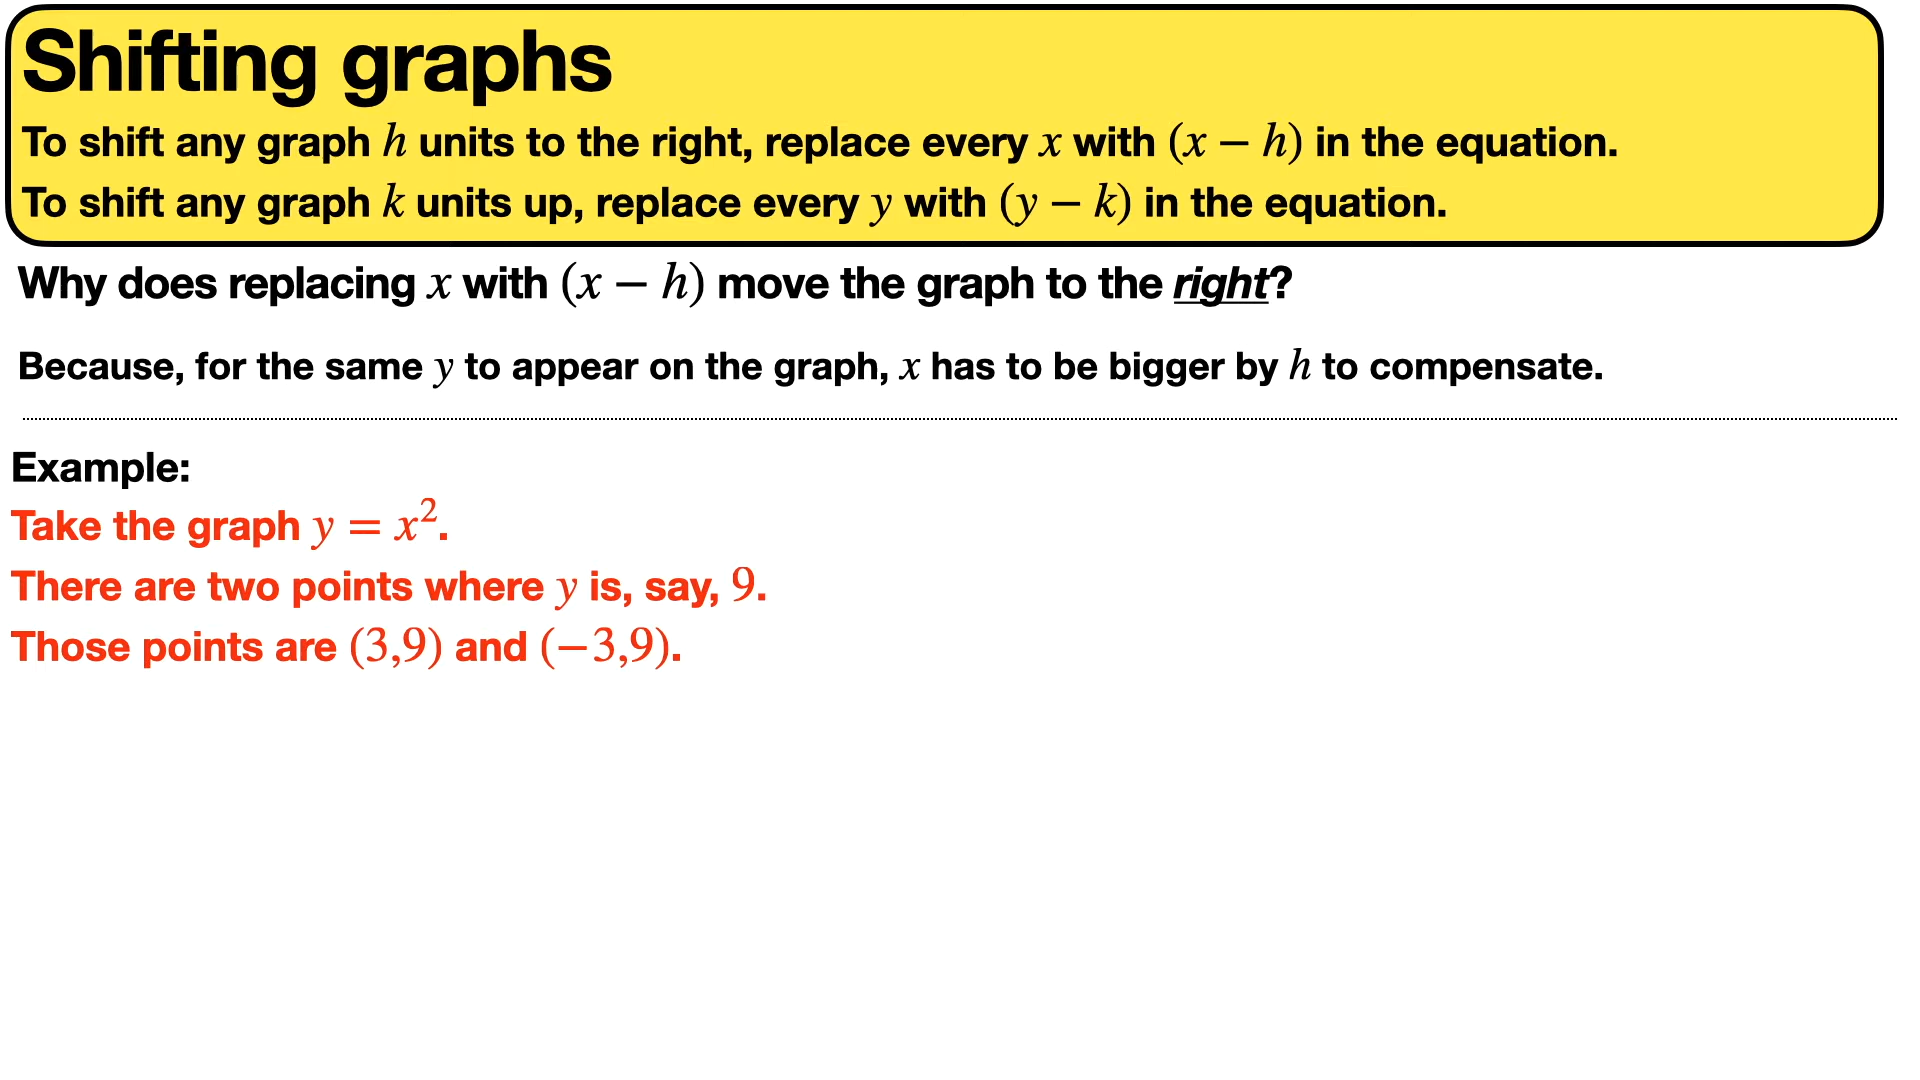 Shifting graphs
To shift any graph h units to the right, replace every x with (x − h) in the equation.
To shift any graph k units up, replace every y with (y − k) in the equation.
Why does replacing x with (x − h) move the graph to the right?
Because, for the same y to appear on the graph, x has to be bigger by h to compensate.
Example:
Take the graph y = x².
There are two points where y is, say, 9.
Those points are (3,9) and (−3,9).